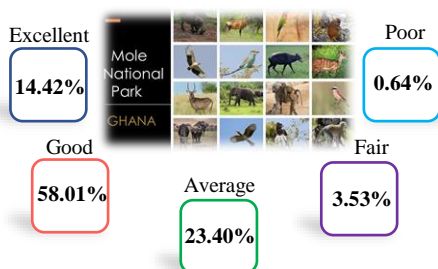 Excellent
14.42%
Mole
National
Park
GHANA
Poor
0.64%
Good
58.01%
Average
23.40%
Fair
3.53%